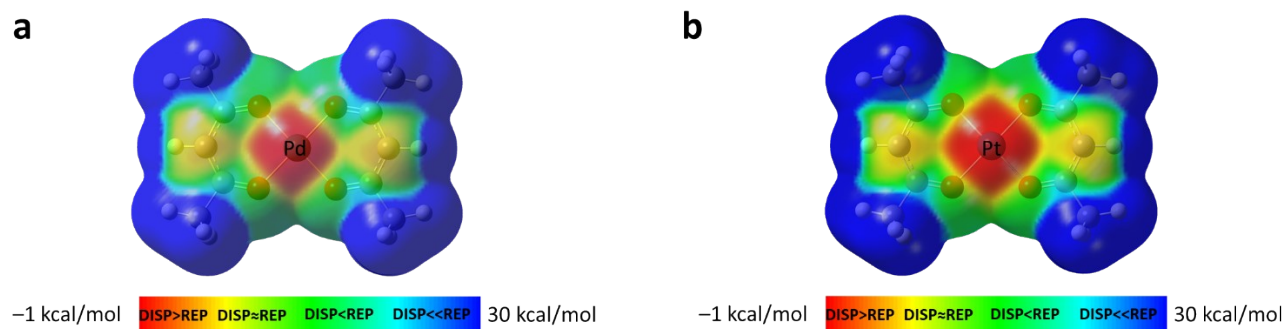 a
b
Pd
Pt
–1 kcal/mol DISP>REP DISP≈REP DISP<REP DISP<<REP 30 kcal/mol
–1 kcal/mol DISP>REP DISP≈REP DISP<REP DISP<<REP 30 kcal/mol